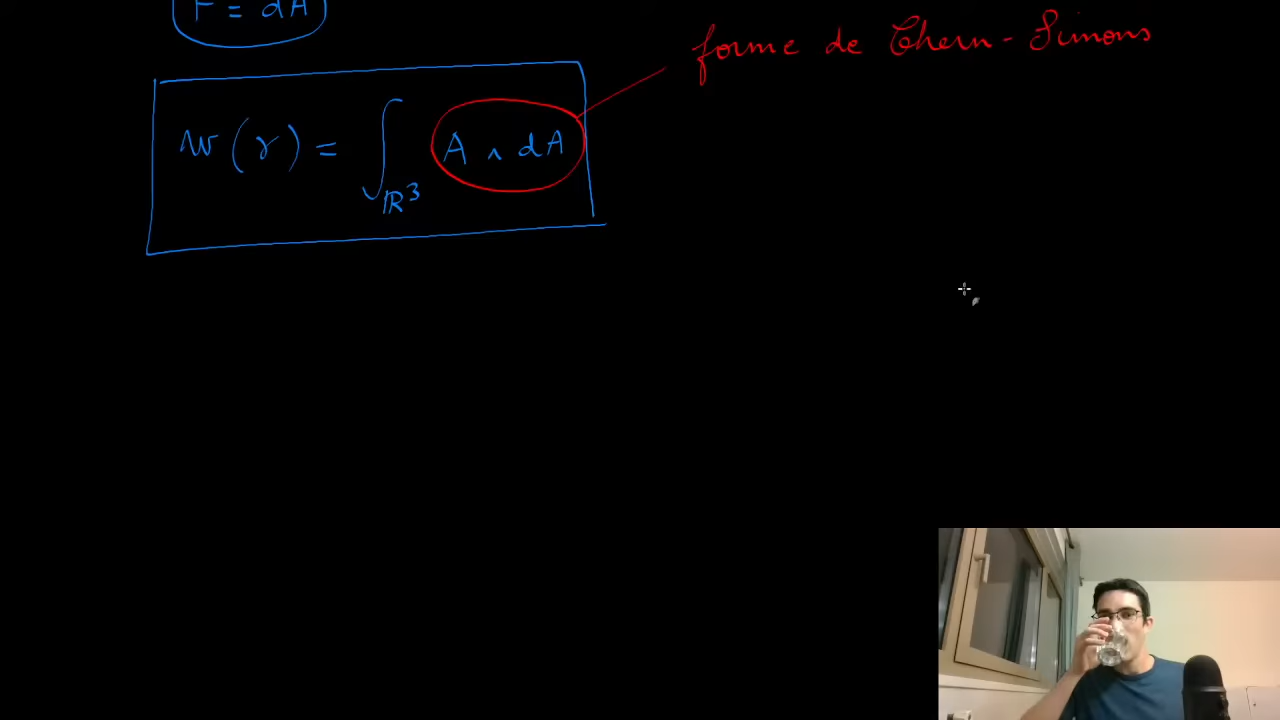 F = dA
W(γ) = ∫_{ℝ³} A ∧ dA
forme de Chern-Simons